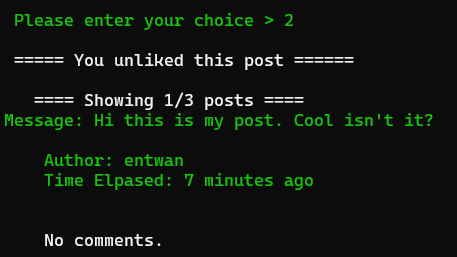 Please enter your choice > 2
===== You unliked this post ======
==== Showing 1/3 posts ====
Message: Hi this is my post. Cool isn't it?
Author: entwan
Time Elpased: 7 minutes ago
No comments.